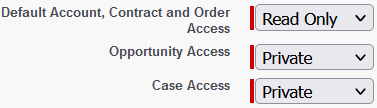 Default Account, Contract and Order
Access
Read Only
Opportunity Access
Private
Case Access
Private